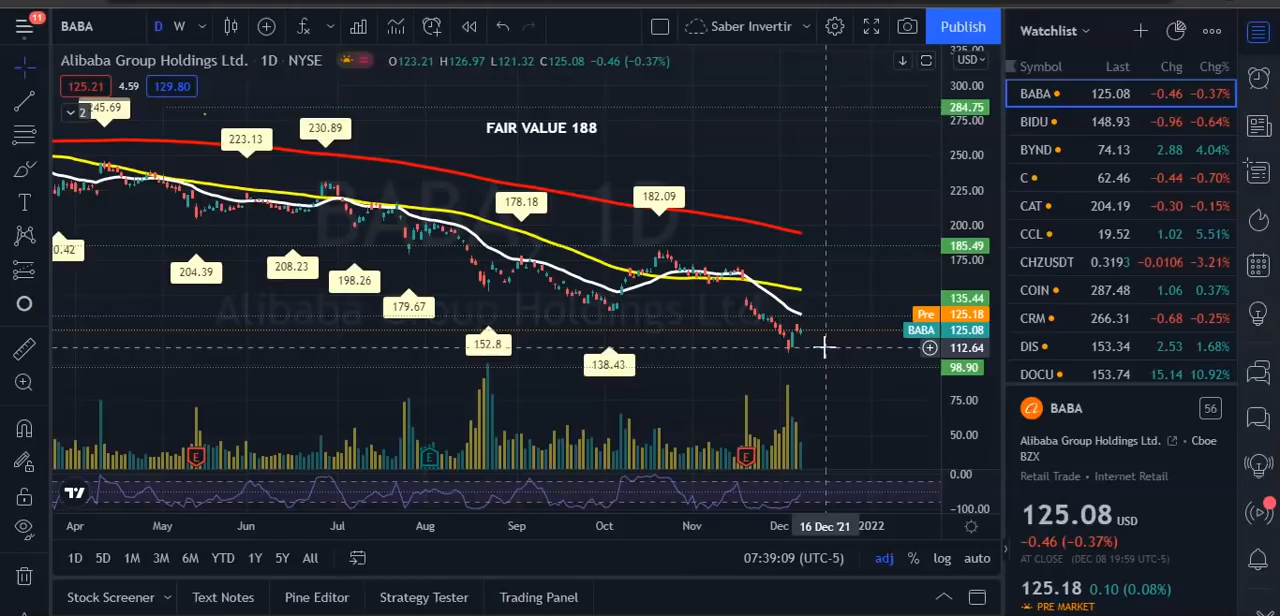 11
BABA
D W
Saber Invertir
Publish
Alibaba Group Holdings Ltd. · 1D · NYSE
O123.21 H126.97 L121.32 C125.08 −0.46 (−0.37%)
USD
125.21 4.59 129.80
2
245.69
223.13
230.89
FAIR VALUE 188
178.18
182.09
204.39
208.23
198.26
179.67
152.8
138.43
BABA, 1D
Alibaba Group Holdings Ltd.
325.00
300.00
284.75
275.00
250.00
225.00
200.00
185.49
175.00
135.44
Pre 125.18
BABA 125.08
112.64
98.90
75.00
50.00
0.00
−100.00
E
E
E
Apr May Jun Jul Aug Sep Oct Nov Dec 16 Dec '21 2022
1D 5D 1M 3M 6M YTD 1Y 5Y All
07:39:09 (UTC-5) adj % log auto
Stock Screener Text Notes Pine Editor Strategy Tester Trading Panel
Watchlist
Symbol Last Chg Chg%
BABA 125.08 −0.46 −0.37%
BIDU 148.93 −0.96 −0.64%
BYND 74.13 2.88 4.04%
C 62.46 −0.44 −0.70%
CAT 204.19 −0.30 −0.15%
CCL 19.52 1.02 5.51%
CHZUSDT 0.3193 −0.0106 −3.21%
COIN 287.48 1.06 0.37%
CRM 266.31 −0.68 −0.25%
DIS 153.34 2.53 1.68%
DOCU 153.74 15.14 10.92%
BABA 56
Alibaba Group Holdings Ltd. • Cboe
BZX
Retail Trade • Internet Retail
125.08 USD
−0.46 (−0.37%)
AT CLOSE (DEC 08 19:59 UTC-5)
125.18 0.10 (0.08%)
PRE MARKET